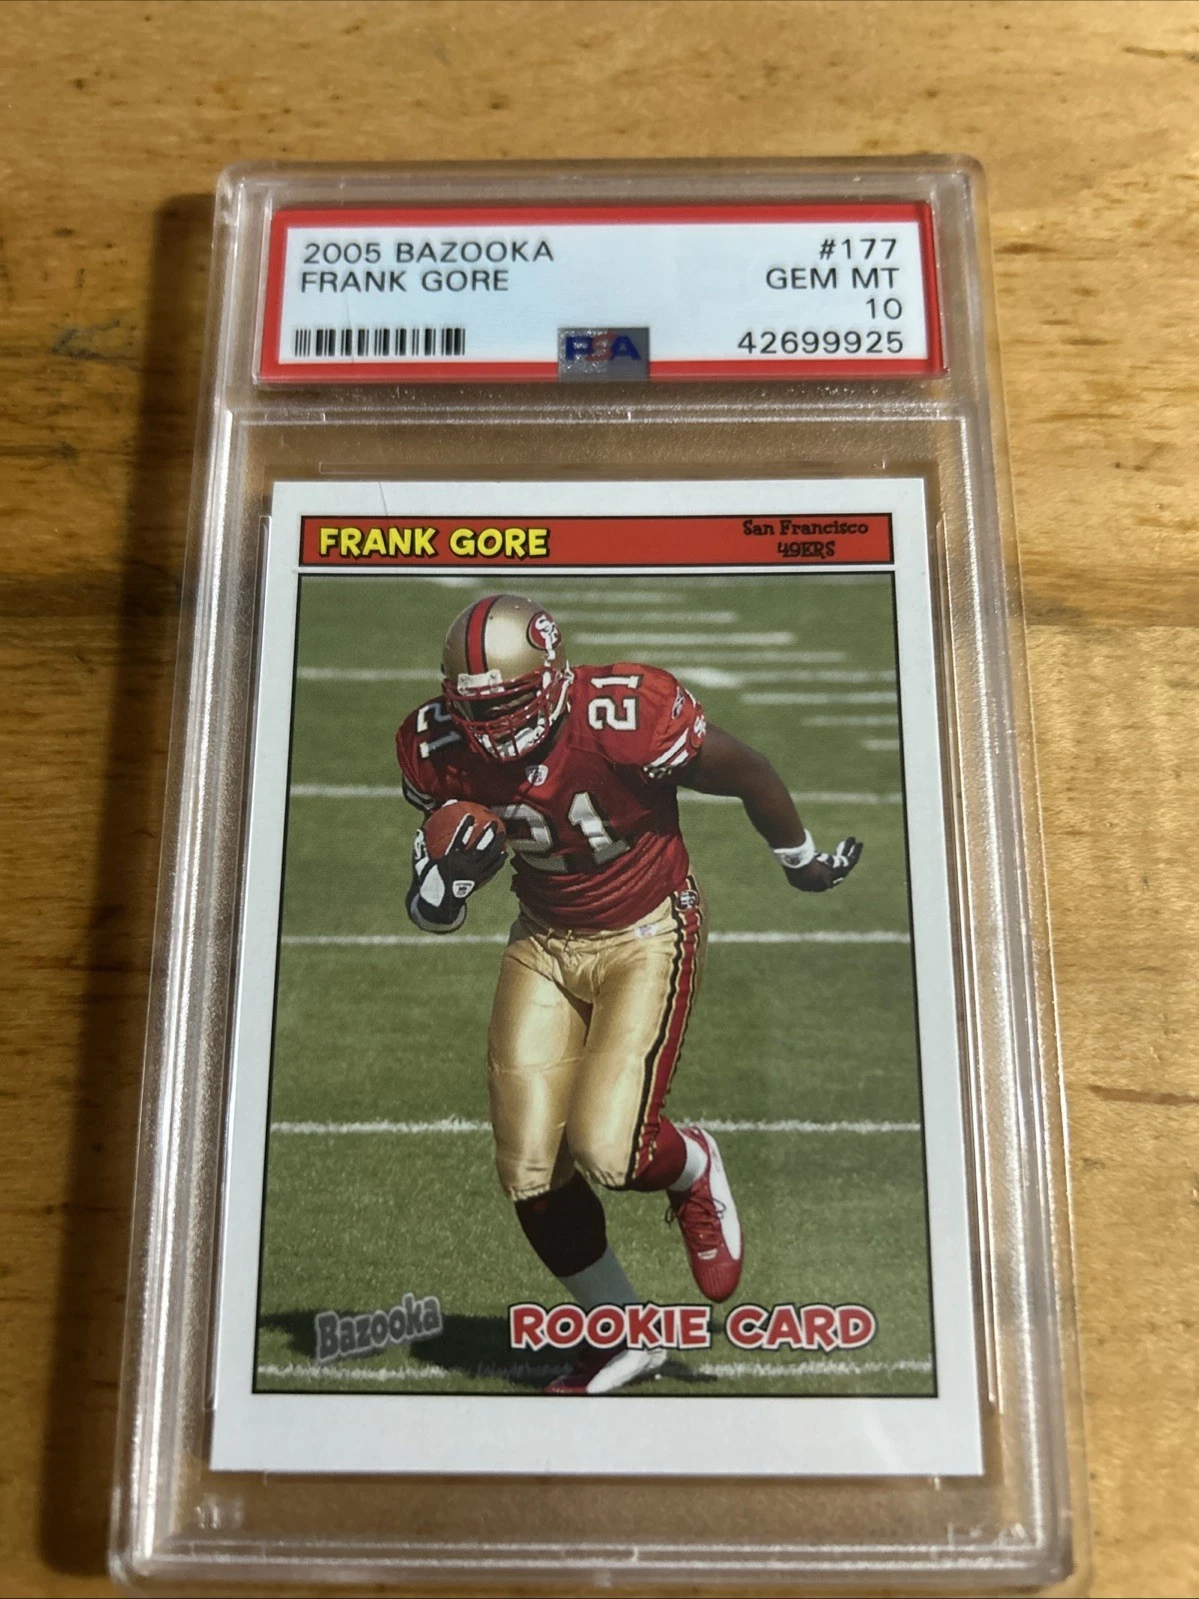 2005 BAZOOKA #177
FRANK GORE GEM MT
10
PSA 42699925
FRANK GORE San Francisco
49ERS
21
21
21
Bazooka ROOKIE CARD